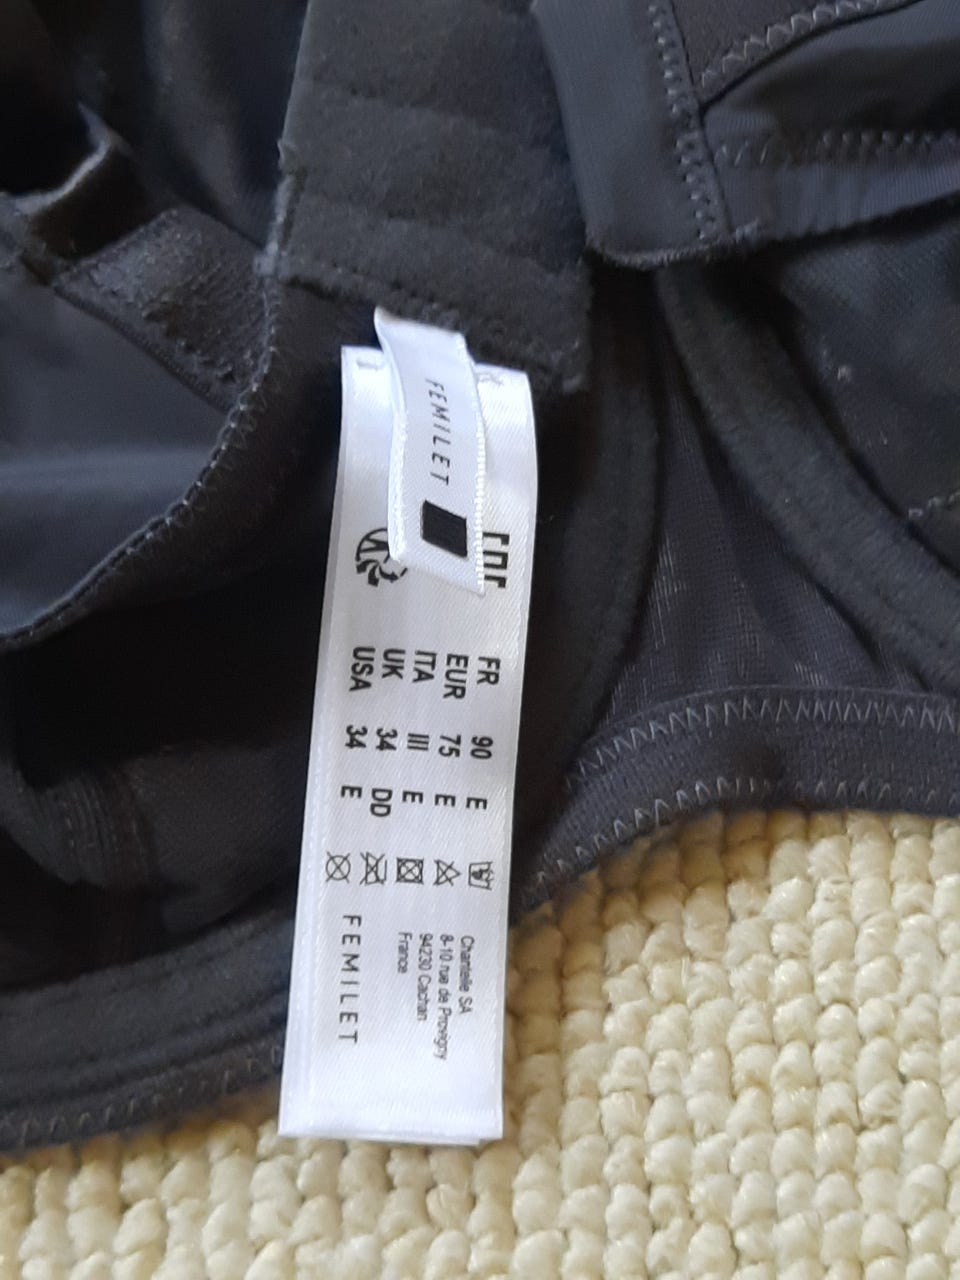 FEMILET
FR 90 E
EUR 75 E
ITA III E
UK 34 DD
USA 34 E
Chantelle SA
8-10 rue de Provigny
94230 Cachan
France
FEMILET